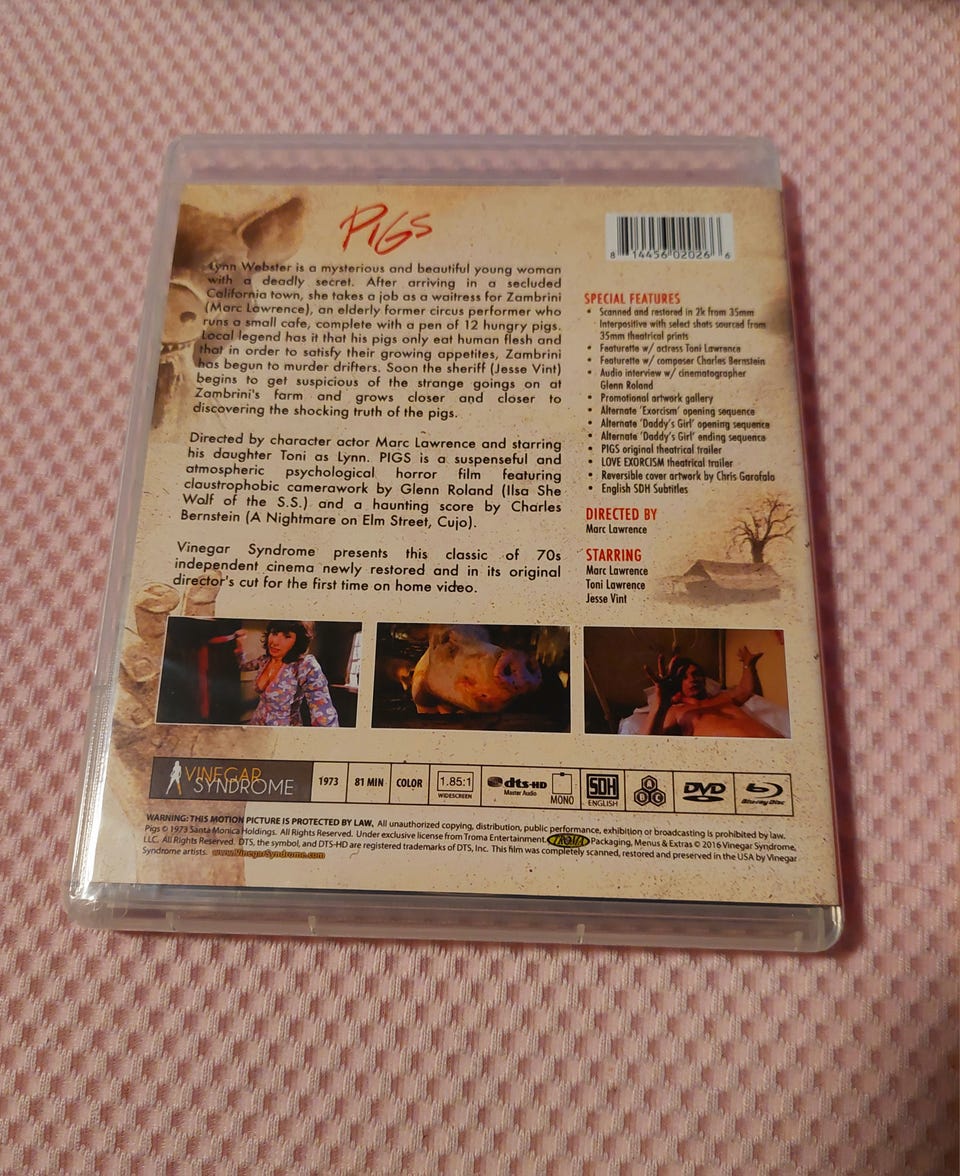 PIGS
8 14456 02026 6
Lynn Webster is a mysterious and beautiful young woman
with a deadly secret. After arriving in a secluded
California town, she takes a job as a waitress for Zambrini
(Marc Lawrence), an elderly former circus performer who
runs a small cafe, complete with a pen of 12 hungry pigs.
Local legend has it that his pigs only eat human flesh and
that in order to satisfy their growing appetites, Zambrini
has begun to murder drifters. Soon the sheriff (Jesse Vint)
begins to get suspicious of the strange goings on at
Zambrini's farm and grows closer and closer to
discovering the shocking truth of the pigs.
Directed by character actor Marc Lawrence and starring
his daughter Toni as Lynn. PIGS is a suspenseful and
atmospheric psychological horror film featuring
claustrophobic camerawork by Glenn Roland (Ilsa She
Wolf of the S.S.) and a haunting score by Charles
Bernstein (A Nightmare on Elm Street, Cujo).
Vinegar Syndrome presents this classic of 70s
independent cinema newly restored and in its original
director's cut for the first time on home video.
SPECIAL FEATURES
• Scanned and restored in 2k from 35mm
Interpositive with select shots sourced from
35mm theatrical prints
• Featurette w/ actress Toni Lawrence
• Featurette w/ composer Charles Bernstein
• Audio interview w/ cinematographer
Glenn Roland
• Promotional artwork gallery
• Alternate 'Exorcism' opening sequence
• Alternate 'Daddy's Girl' opening sequence
• Alternate 'Daddy's Girl' ending sequence
• PIGS original theatrical trailer
• LOVE EXORCISM theatrical trailer
• Reversible cover artwork by Chris Garofalo
• English SDH Subtitles
DIRECTED BY
Marc Lawrence
STARRING
Marc Lawrence
Toni Lawrence
Jesse Vint
VINEGAR
SYNDROME
1973
81 MIN
COLOR
1.85:1
WIDESCREEN
dts-HD
Master Audio
MONO
SDH
ENGLISH
A B C
DVD
Blu-ray Disc
WARNING: THIS MOTION PICTURE IS PROTECTED BY LAW. All unauthorized copying, distribution, public performance, exhibition or broadcasting is prohibited by law.
Pigs © 1973 Santa Monica Holdings. All Rights Reserved. Under exclusive license from Troma Entertainment. TROMA Packaging, Menus & Extras © 2016 Vinegar Syndrome,
LLC. All Rights Reserved. DTS, the symbol, and DTS-HD are registered trademarks of DTS, Inc. This film was completely scanned, restored and preserved in the USA by Vinegar
Syndrome artists. www.VinegarSyndrome.com